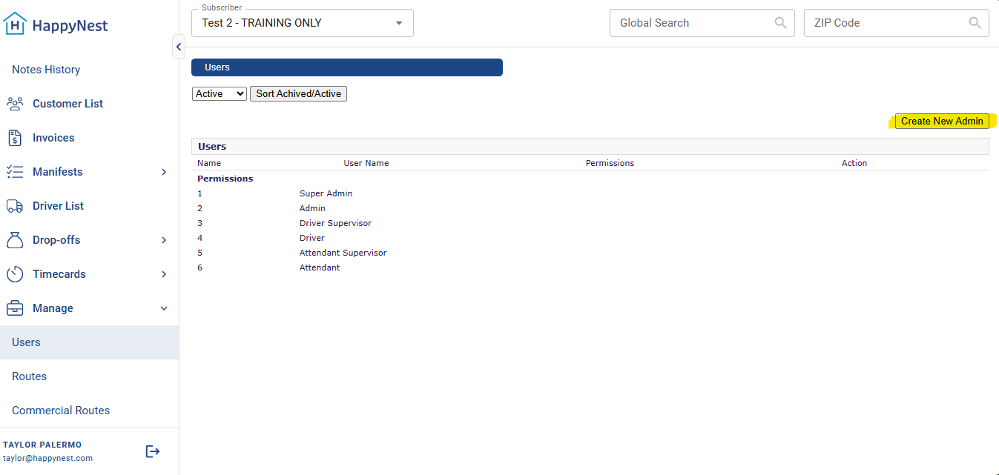 HappyNest
Notes History
Customer List
Invoices
Manifests
Driver List
Drop-offs
Timecards
Manage
Users
Routes
Commercial Routes
TAYLOR PALERMO
taylor@happynest.com
Subscriber
Test 2 - TRAINING ONLY
Global Search
ZIP Code
Users
Active Sort Achived/Active
Create New Admin
Users
Name User Name Permissions Action
Permissions
1 Super Admin
2 Admin
3 Driver Supervisor
4 Driver
5 Attendant Supervisor
6 Attendant